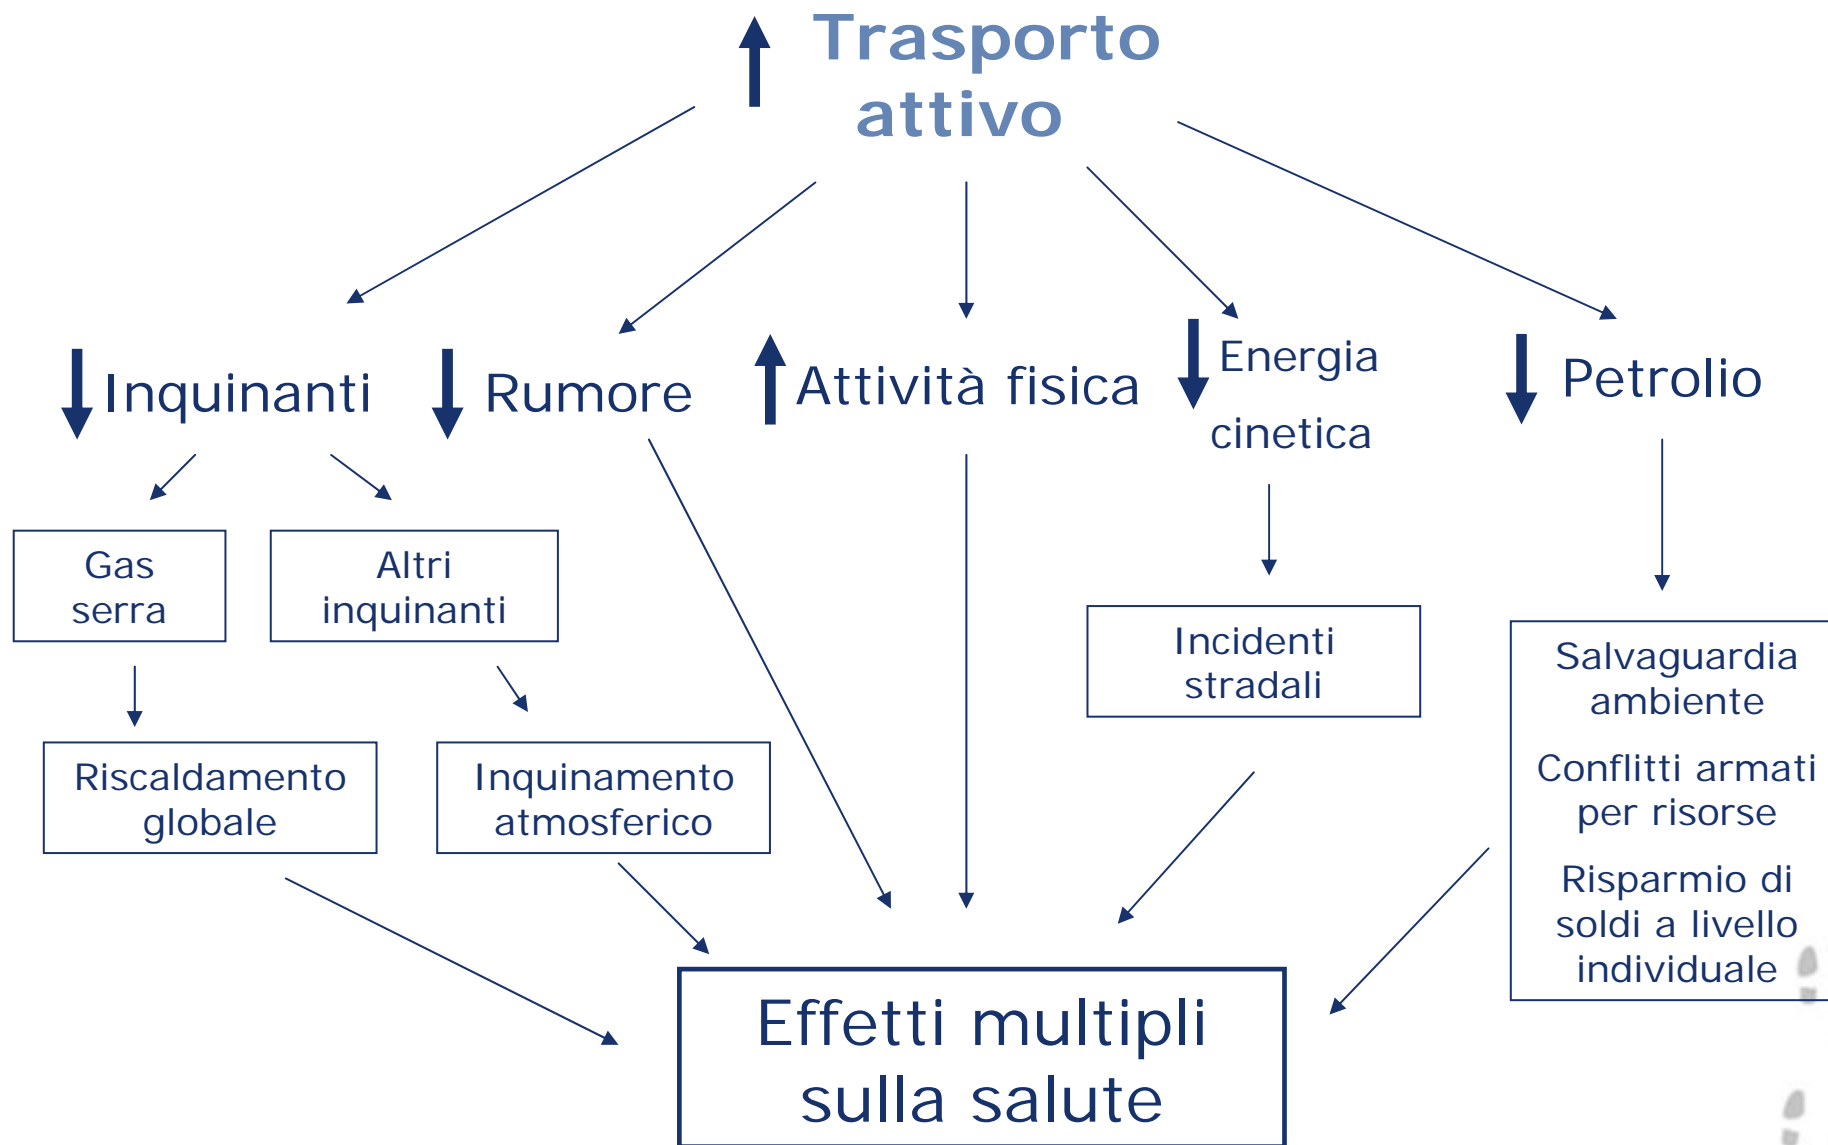 Trasporto
attivo
Inquinanti
Rumore
Attività fisica
Energia
cinetica
Petrolio
Gas
serra
Altri
inquinanti
Incidenti
stradali
Salvaguardia
ambiente
Conflitti armati
per risorse
Risparmio di
soldi a livello
individuale
Riscaldamento
globale
Inquinamento
atmosferico
Effetti multipli
sulla salute